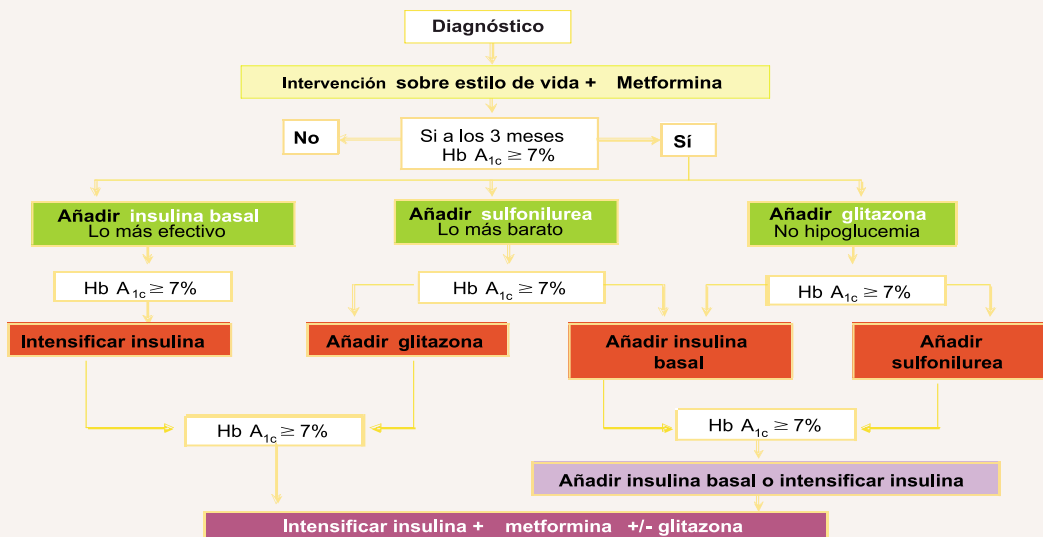 Diagnóstico
Intervención sobre estilo de vida + Metformina
No
Si a los 3 meses
Hb A1c ≥ 7%
Sí
Añadir insulina basal
Lo más efectivo
Añadir sulfonilurea
Lo más barato
Añadir glitazona
No hipoglucemia
Hb A1c ≥ 7%
Hb A1c ≥ 7%
Hb A1c ≥ 7%
Intensificar insulina
Añadir glitazona
Añadir insulina
basal
Añadir
sulfonilurea
Hb A1c ≥ 7%
Hb A1c ≥ 7%
Añadir insulina basal o intensificar insulina
Intensificar insulina + metformina +/- glitazona